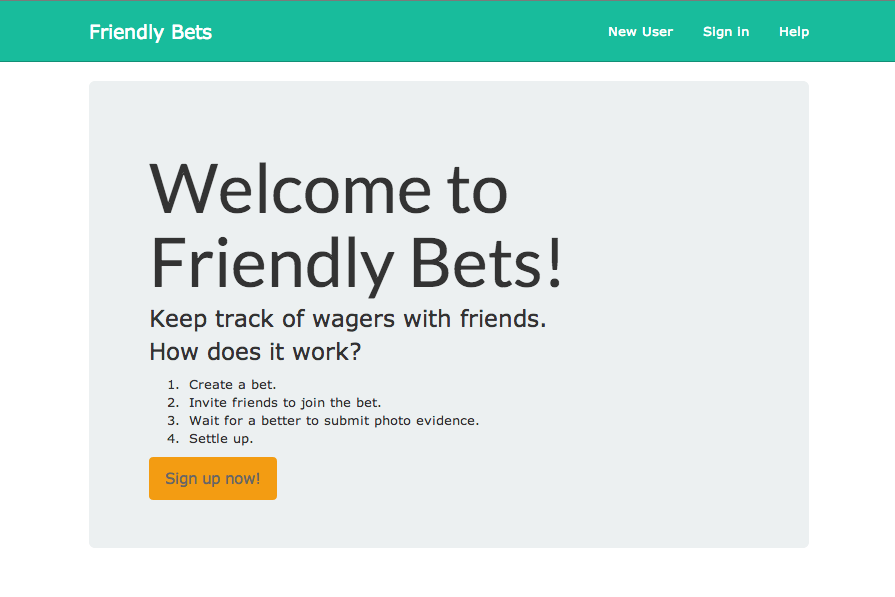 Friendly Bets
New User
Sign In
Help
Welcome to
Friendly Bets!
Keep track of wagers with friends.
How does it work?
1. Create a bet.
2. Invite friends to join the bet.
3. Wait for a better to submit photo evidence.
4. Settle up.
Sign up now!